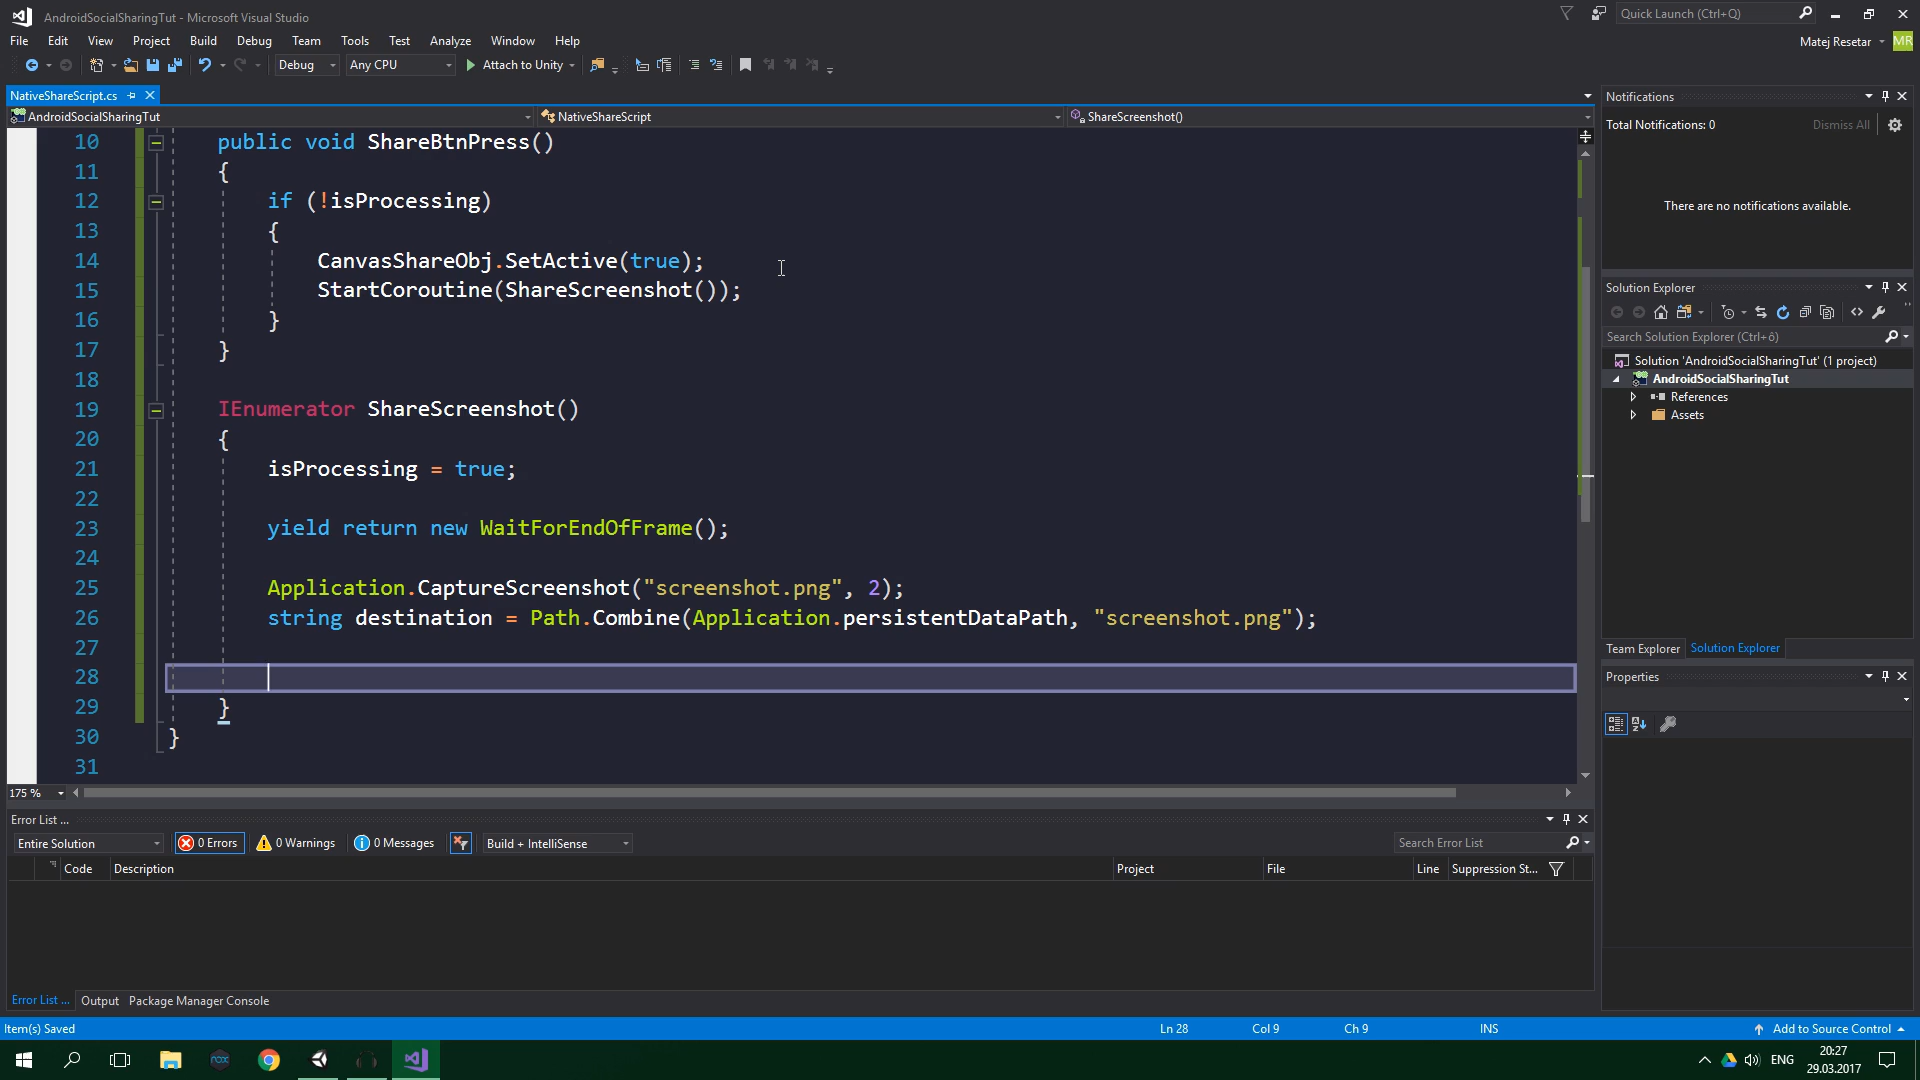 AndroidSocialSharingTut - Microsoft Visual Studio
Quick Launch (Ctrl+Q)
File Edit View Project Build Debug Team Tools Test Analyze Window Help
Matej Resetar MR
Debug Any CPU Attach to Unity
NativeShareScript.cs
AndroidSocialSharingTut NativeShareScript ShareScreenshot()
10 public void ShareBtnPress()
11 {
12 if (!isProcessing)
13 {
14 CanvasShareObj.SetActive(true);
15 StartCoroutine(ShareScreenshot());
16 }
17 }
18
19 IEnumerator ShareScreenshot()
20 {
21 isProcessing = true;
22
23 yield return new WaitForEndOfFrame();
24
25 Application.CaptureScreenshot("screenshot.png", 2);
26 string destination = Path.Combine(Application.persistentDataPath, "screenshot.png");
27
28
29 }
30 }
31
175 %
Notifications
Total Notifications: 0 Dismiss All
There are no notifications available.
Solution Explorer
Search Solution Explorer (Ctrl+ô)
Solution 'AndroidSocialSharingTut' (1 project)
AndroidSocialSharingTut
References
Assets
Team Explorer Solution Explorer
Properties
Error List ...
Entire Solution 0 Errors 0 Warnings 0 Messages Build + IntelliSense Search Error List
Code Description Project File Line Suppression St...
Error List ... Output Package Manager Console
Item(s) Saved Ln 28 Col 9 Ch 9 INS Add to Source Control
nox ENG 20:27
29.03.2017